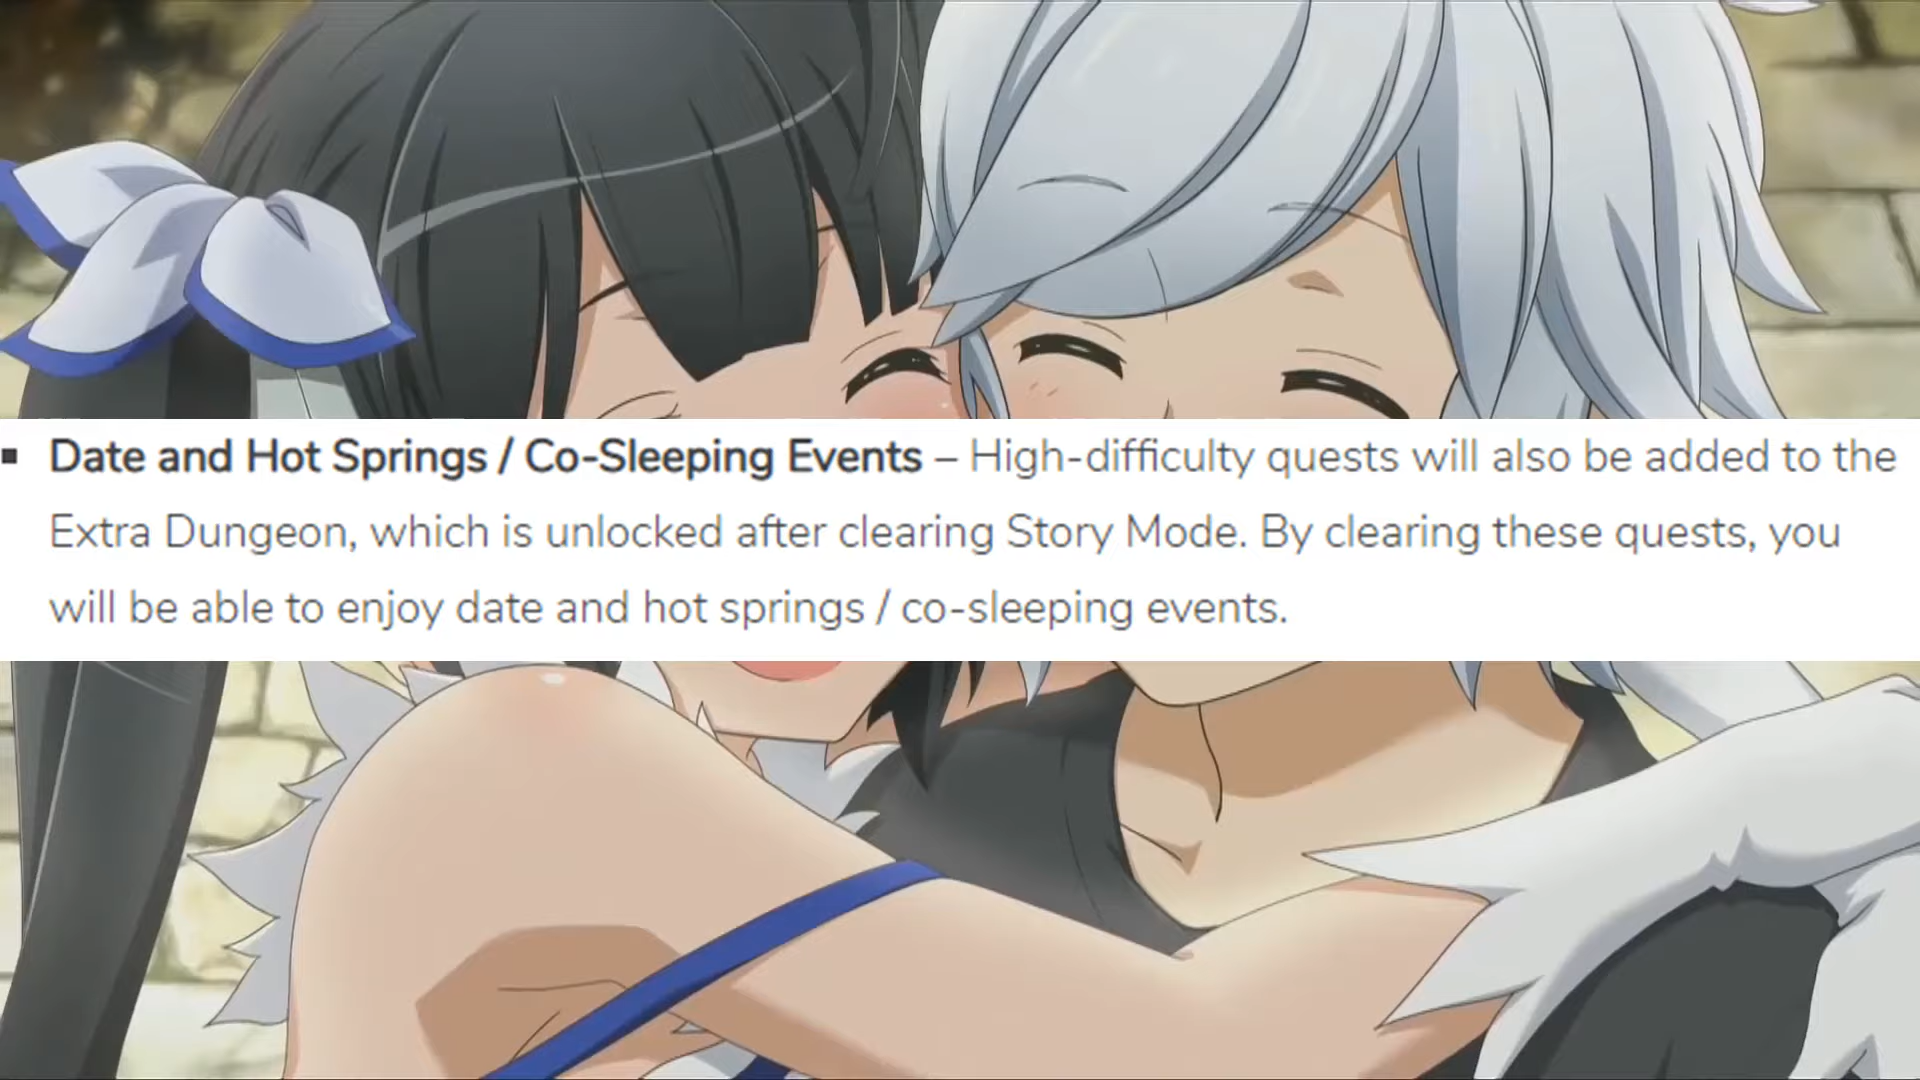 ▪ Date and Hot Springs / Co-Sleeping Events – High-difficulty quests will also be added to the
Extra Dungeon, which is unlocked after clearing Story Mode. By clearing these quests, you
will be able to enjoy date and hot springs / co-sleeping events.